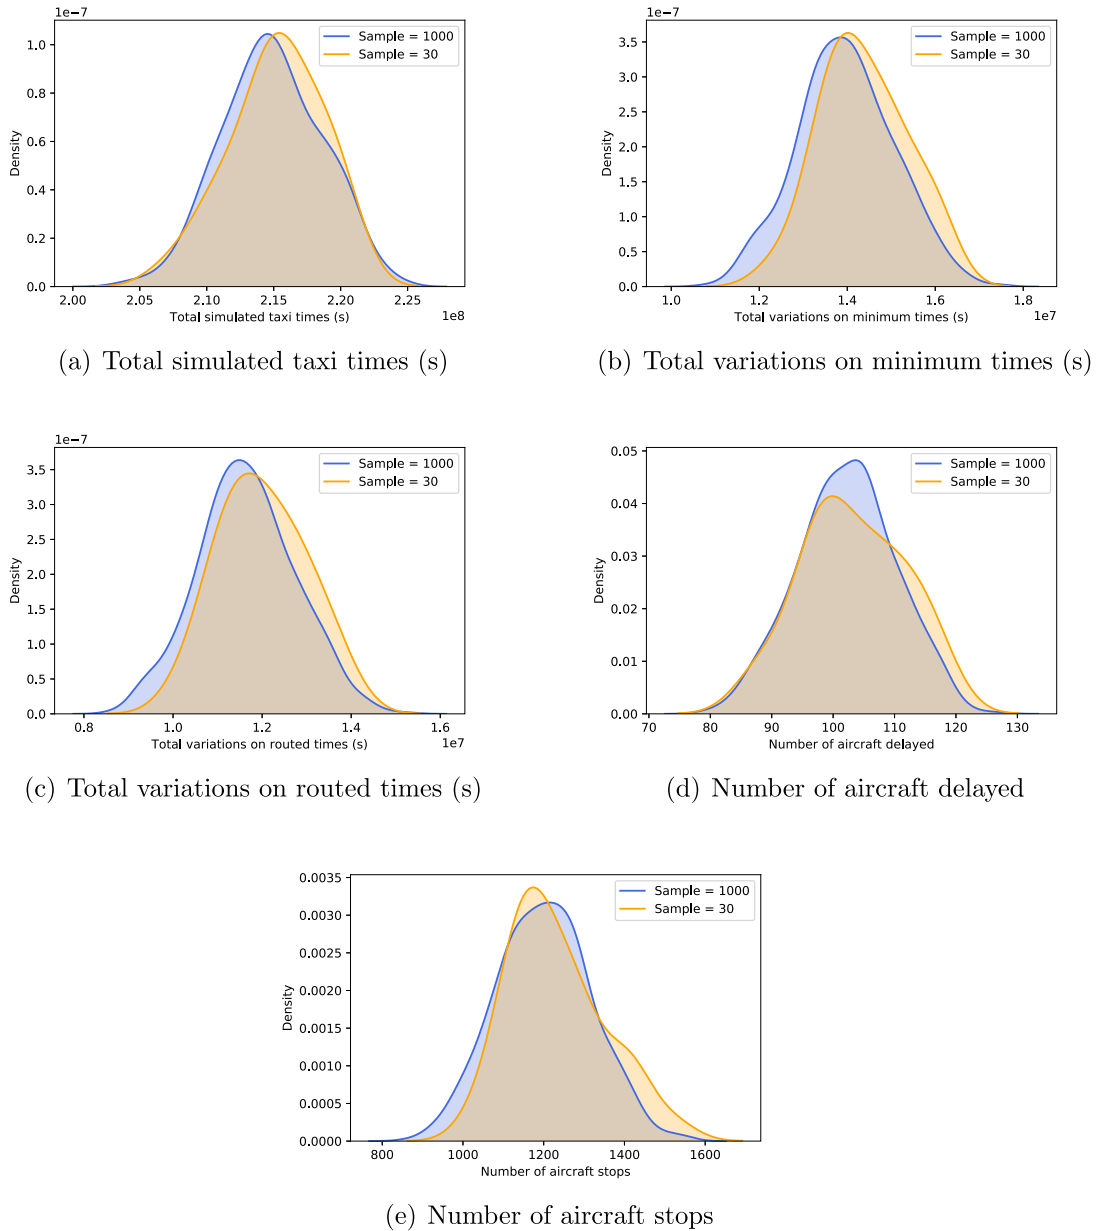 1e−7
Sample = 1000
Sample = 30
1.0
0.8
0.6
0.4
0.2
0.0
Density
2.00 2.05 2.10 2.15 2.20 2.25
Total simulated taxi times (s)
1e8
(a) Total simulated taxi times (s)
1e−7
Sample = 1000
Sample = 30
3.5
3.0
2.5
2.0
1.5
1.0
0.5
0.0
Density
1.0 1.2 1.4 1.6 1.8
Total variations on minimum times (s)
1e7
(b) Total variations on minimum times (s)
1e−7
Sample = 1000
Sample = 30
3.5
3.0
2.5
2.0
1.5
1.0
0.5
0.0
Density
0.8 1.0 1.2 1.4 1.6
Total variations on routed times (s)
1e7
(c) Total variations on routed times (s)
Sample = 1000
Sample = 30
0.05
0.04
0.03
0.02
0.01
0.00
Density
70 80 90 100 110 120 130
Number of aircraft delayed
(d) Number of aircraft delayed
Sample = 1000
Sample = 30
0.0035
0.0030
0.0025
0.0020
0.0015
0.0010
0.0005
0.0000
Density
800 1000 1200 1400 1600
Number of aircraft stops
(e) Number of aircraft stops